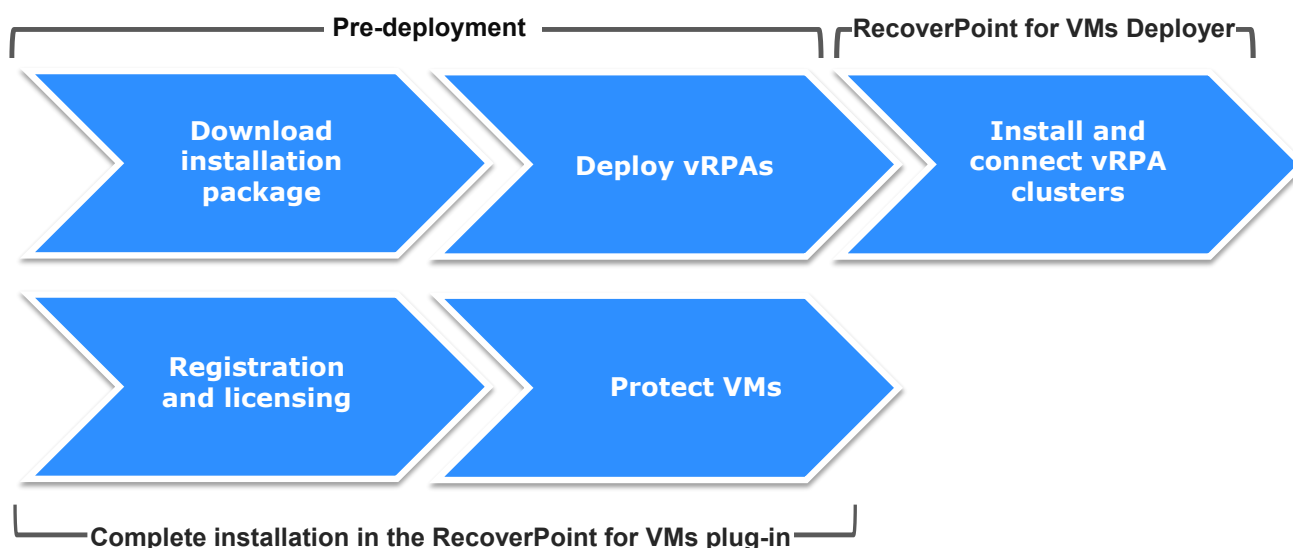 Pre-deployment
RecoverPoint for VMs Deployer
Download
installation
package
Deploy vRPAs
Install and
connect vRPA
clusters
Registration
and licensing
Protect VMs
Complete installation in the RecoverPoint for VMs plug-in